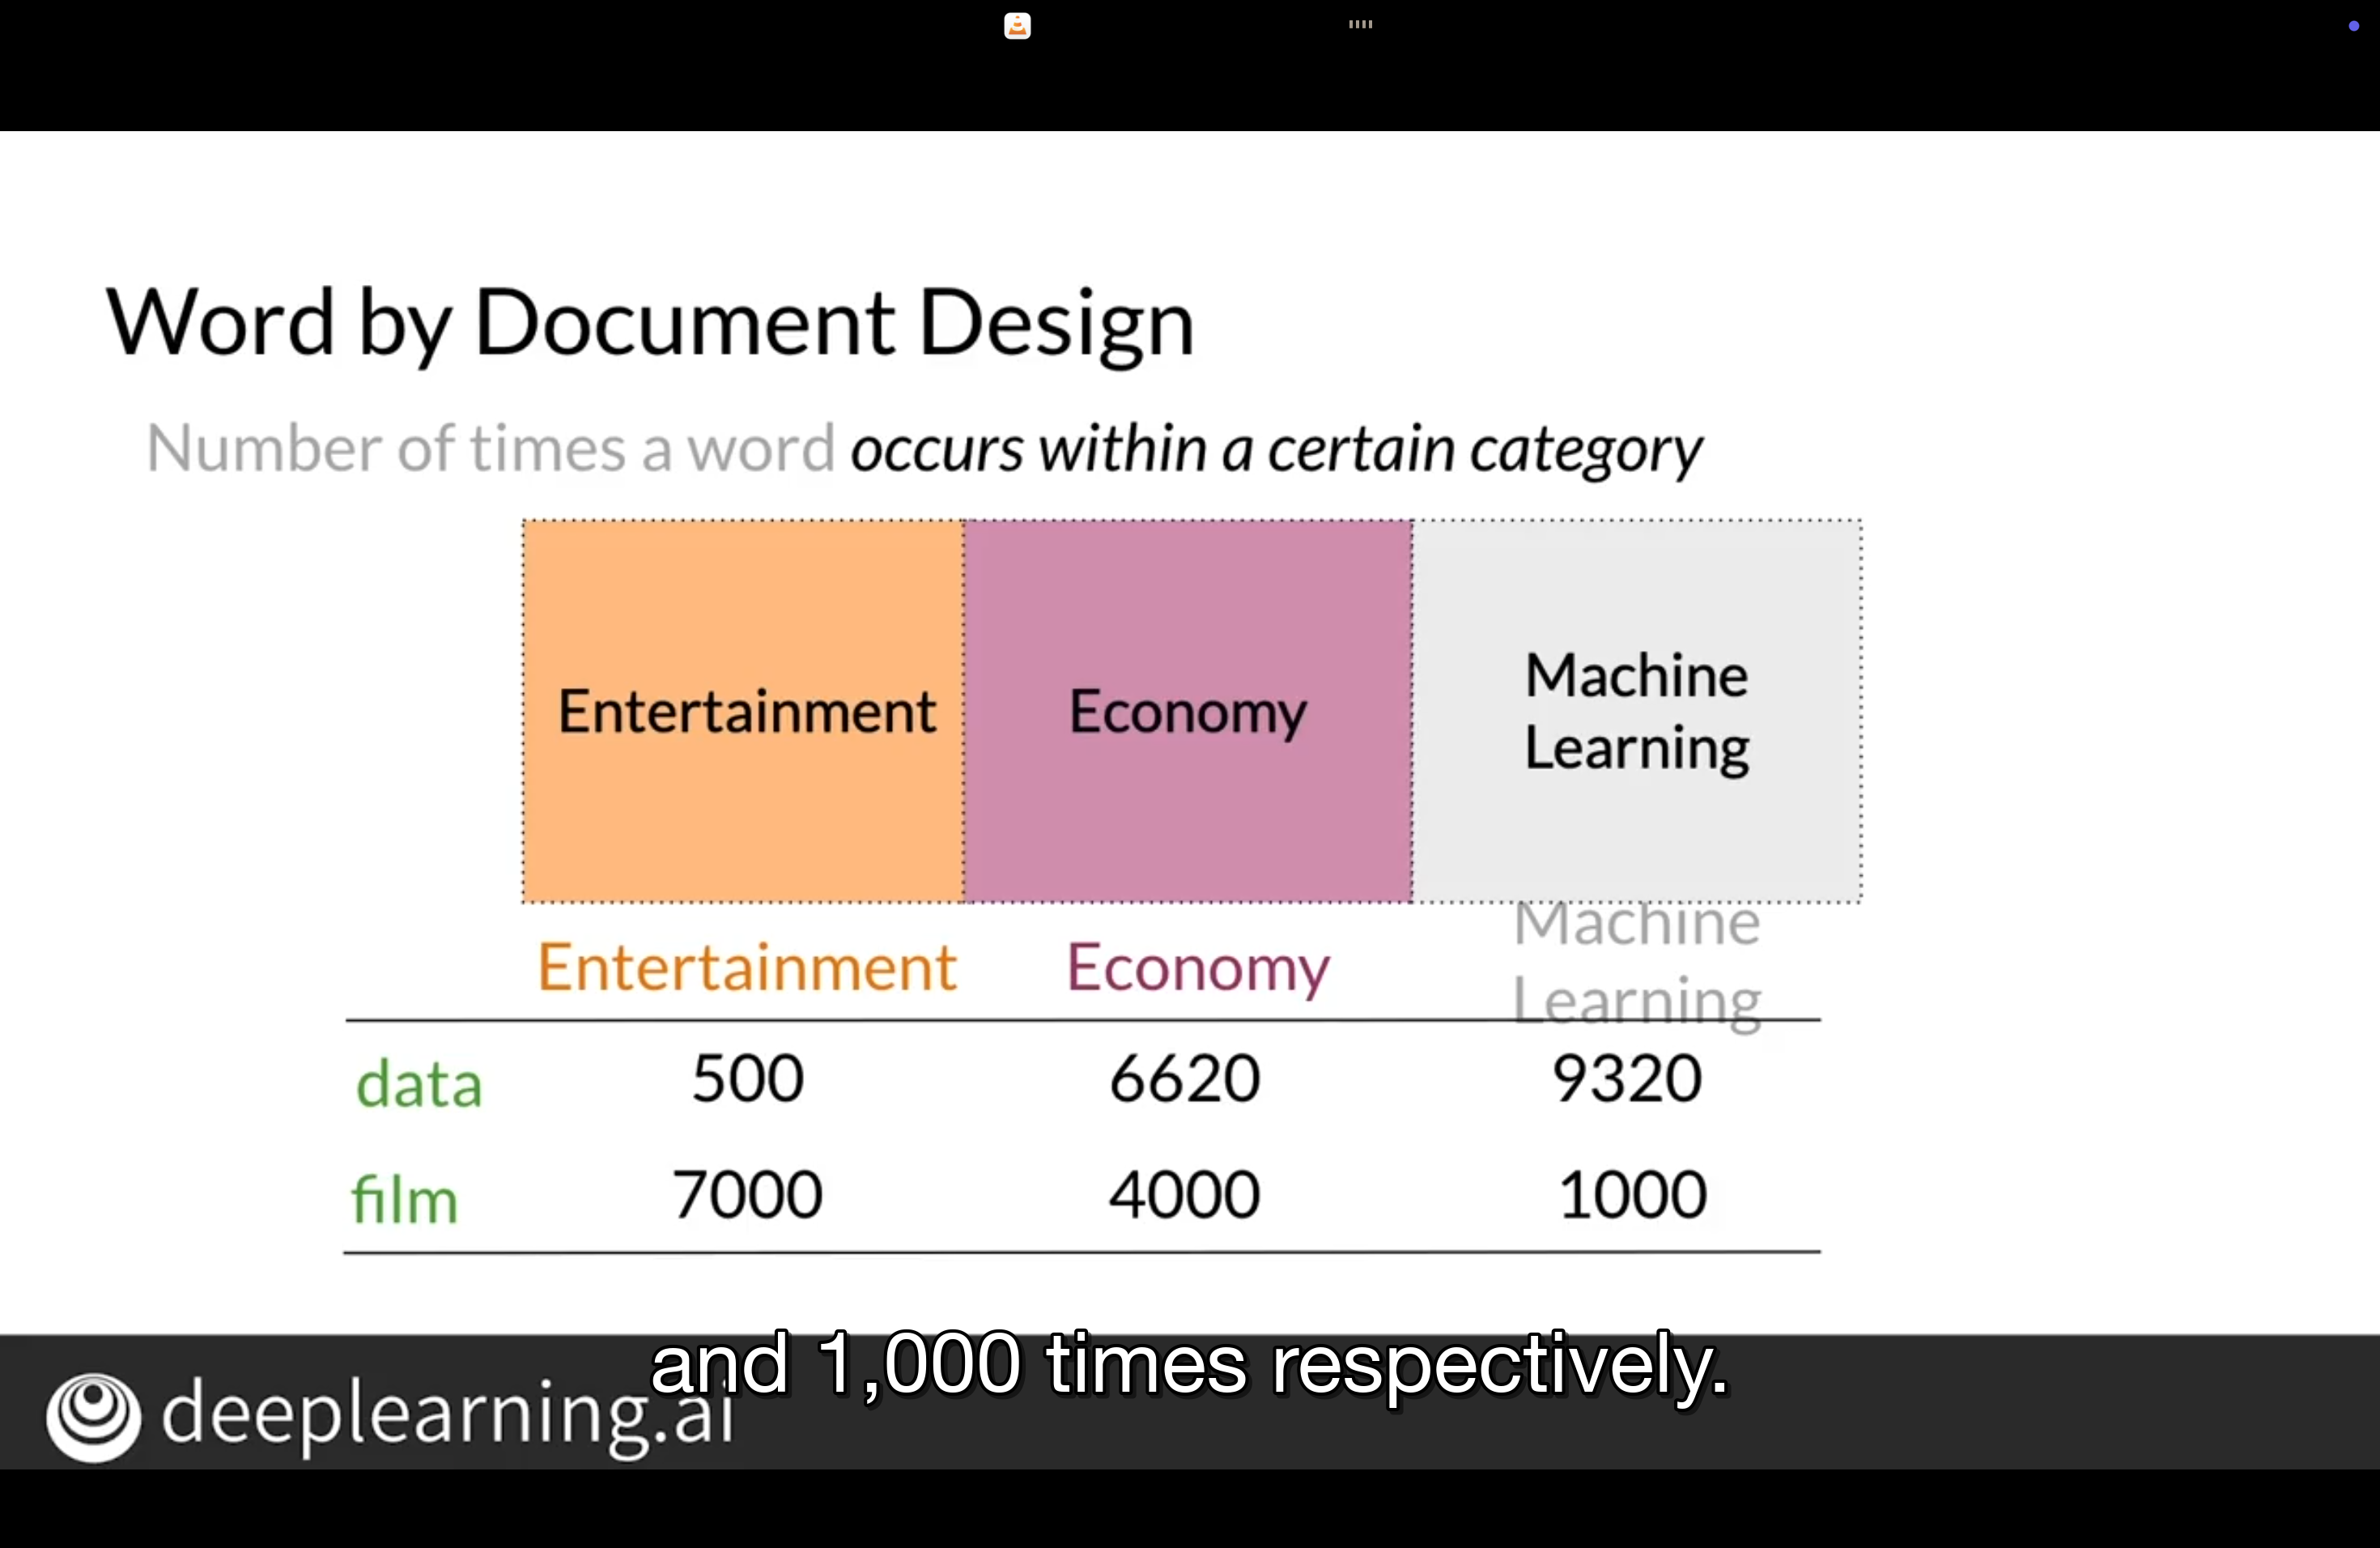 Word by Document Design
Number of times a word occurs within a certain category
Entertainment
Economy
Machine
Learning
Entertainment
Economy
Machine
Learning
data 500 6620 9320
film 7000 4000 1000
and 1,000 times respectively.
deeplearning.ai